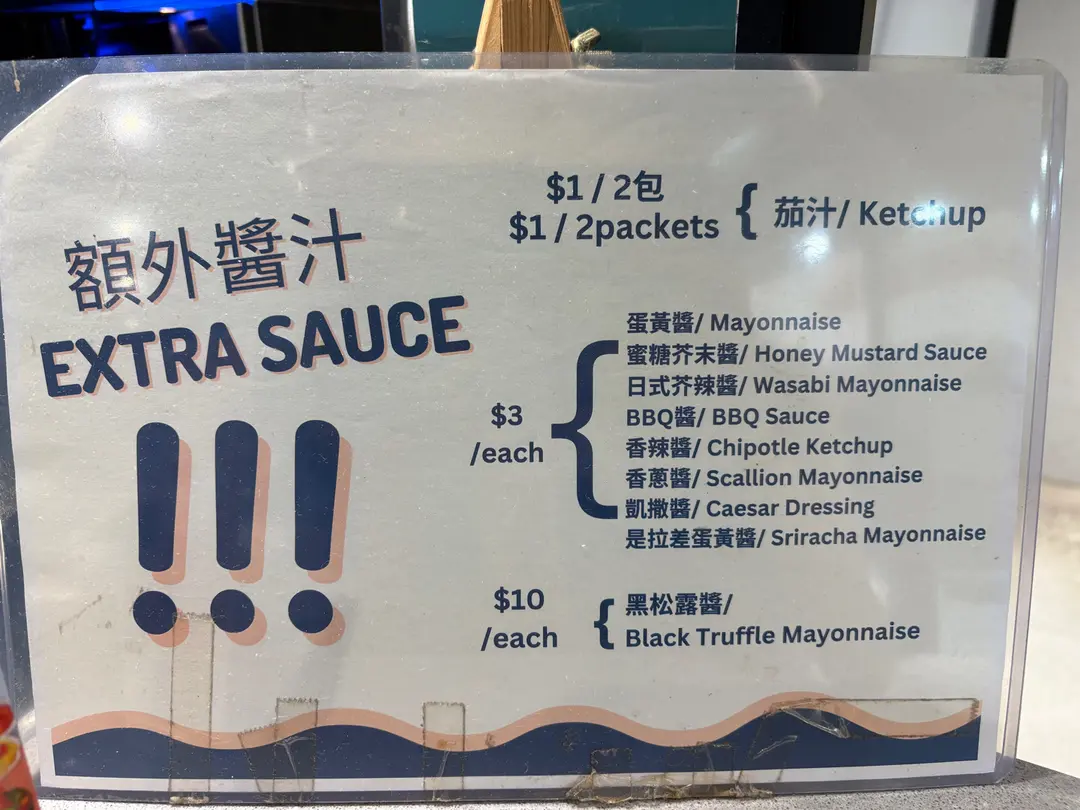 額外醬汁
EXTRA SAUCE
!!!
$1 / 2包
$1 / 2packets { 茄汁/ Ketchup
$3
/each
{
蛋黃醬/ Mayonnaise
蜜糖芥末醬/ Honey Mustard Sauce
日式芥辣醬/ Wasabi Mayonnaise
BBQ醬/ BBQ Sauce
香辣醬/ Chipotle Ketchup
香蔥醬/ Scallion Mayonnaise
凱撒醬/ Caesar Dressing
是拉差蛋黃醬/ Sriracha Mayonnaise
$10
/each
{
黑松露醬/
Black Truffle Mayonnaise